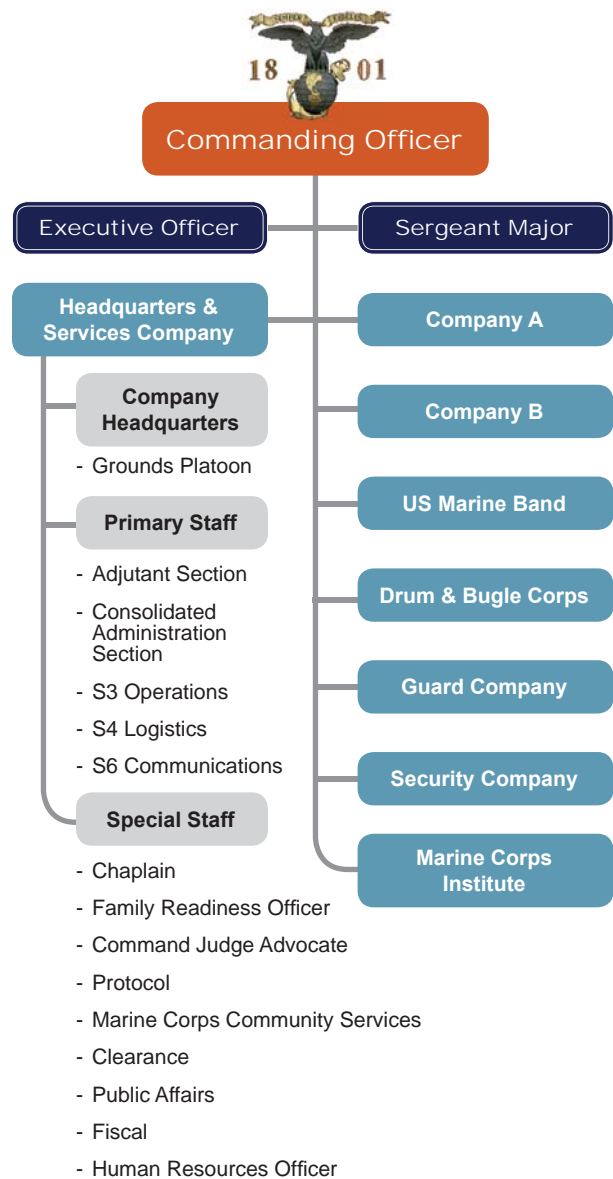 18 01
Commanding Officer
Executive Officer
Sergeant Major
Headquarters &
Services Company
Company
Headquarters
- Grounds Platoon
Primary Staff
- Adjutant Section
- Consolidated
Administration
Section
- S3 Operations
- S4 Logistics
- S6 Communications
Special Staff
- Chaplain
- Family Readiness Officer
- Command Judge Advocate
- Protocol
- Marine Corps Community Services
- Clearance
- Public Affairs
- Fiscal
- Human Resources Officer
Company A
Company B
US Marine Band
Drum & Bugle Corps
Guard Company
Security Company
Marine Corps
Institute